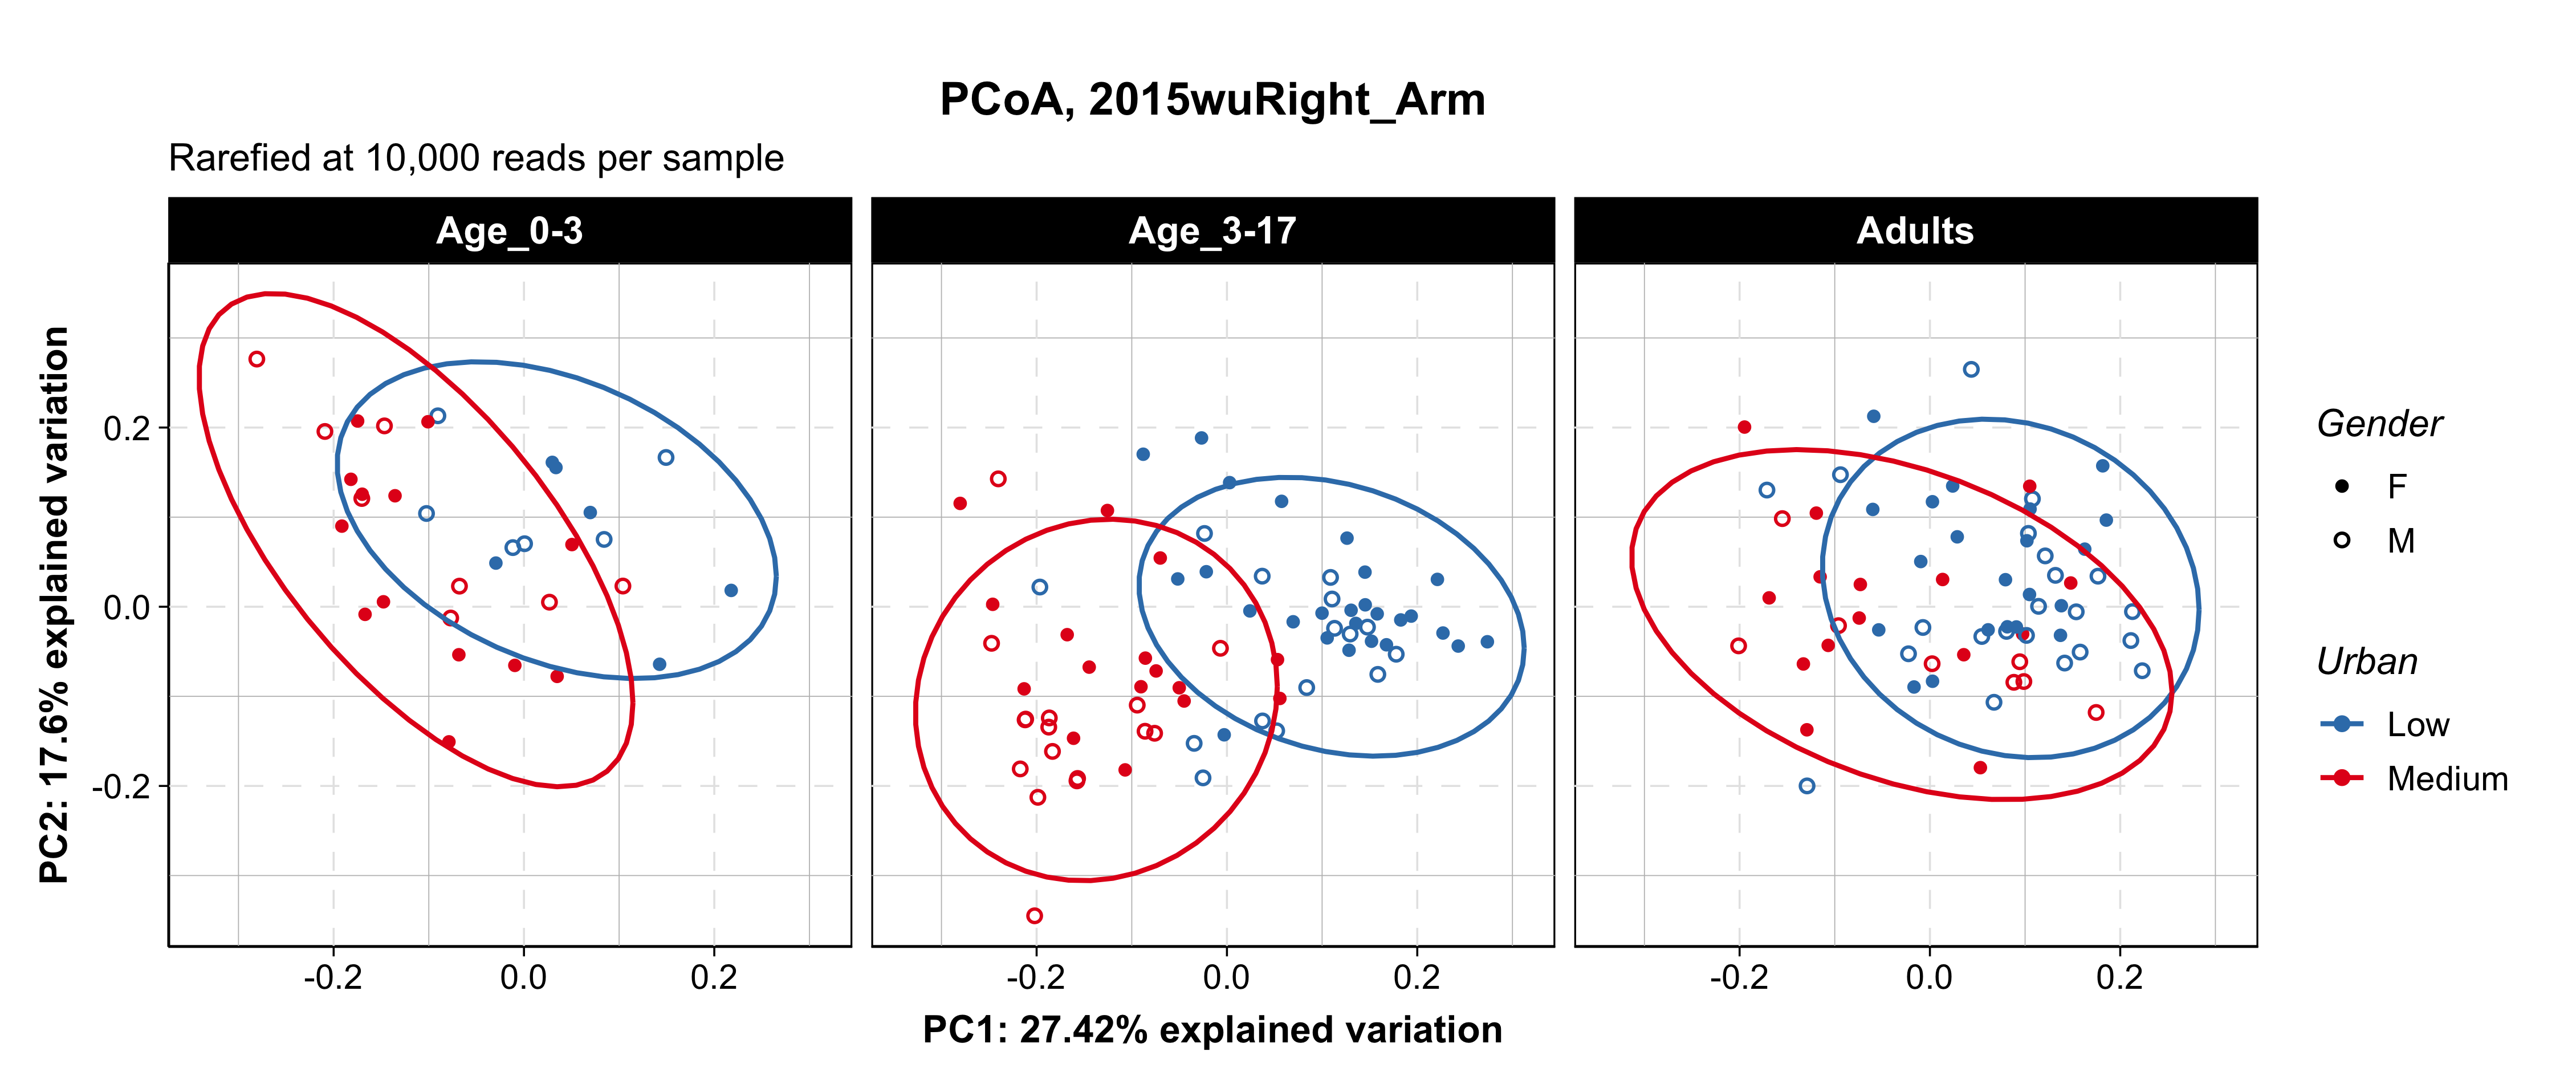 PCoA, 2015wuRight_Arm
Rarefied at 10,000 reads per sample
Age_0-3
Age_3-17
Adults
PC2: 17.6% explained variation
0.2
0.0
-0.2
-0.2 0.0 0.2
-0.2 0.0 0.2
-0.2 0.0 0.2
PC1: 27.42% explained variation
Gender
F
M
Urban
Low
Medium